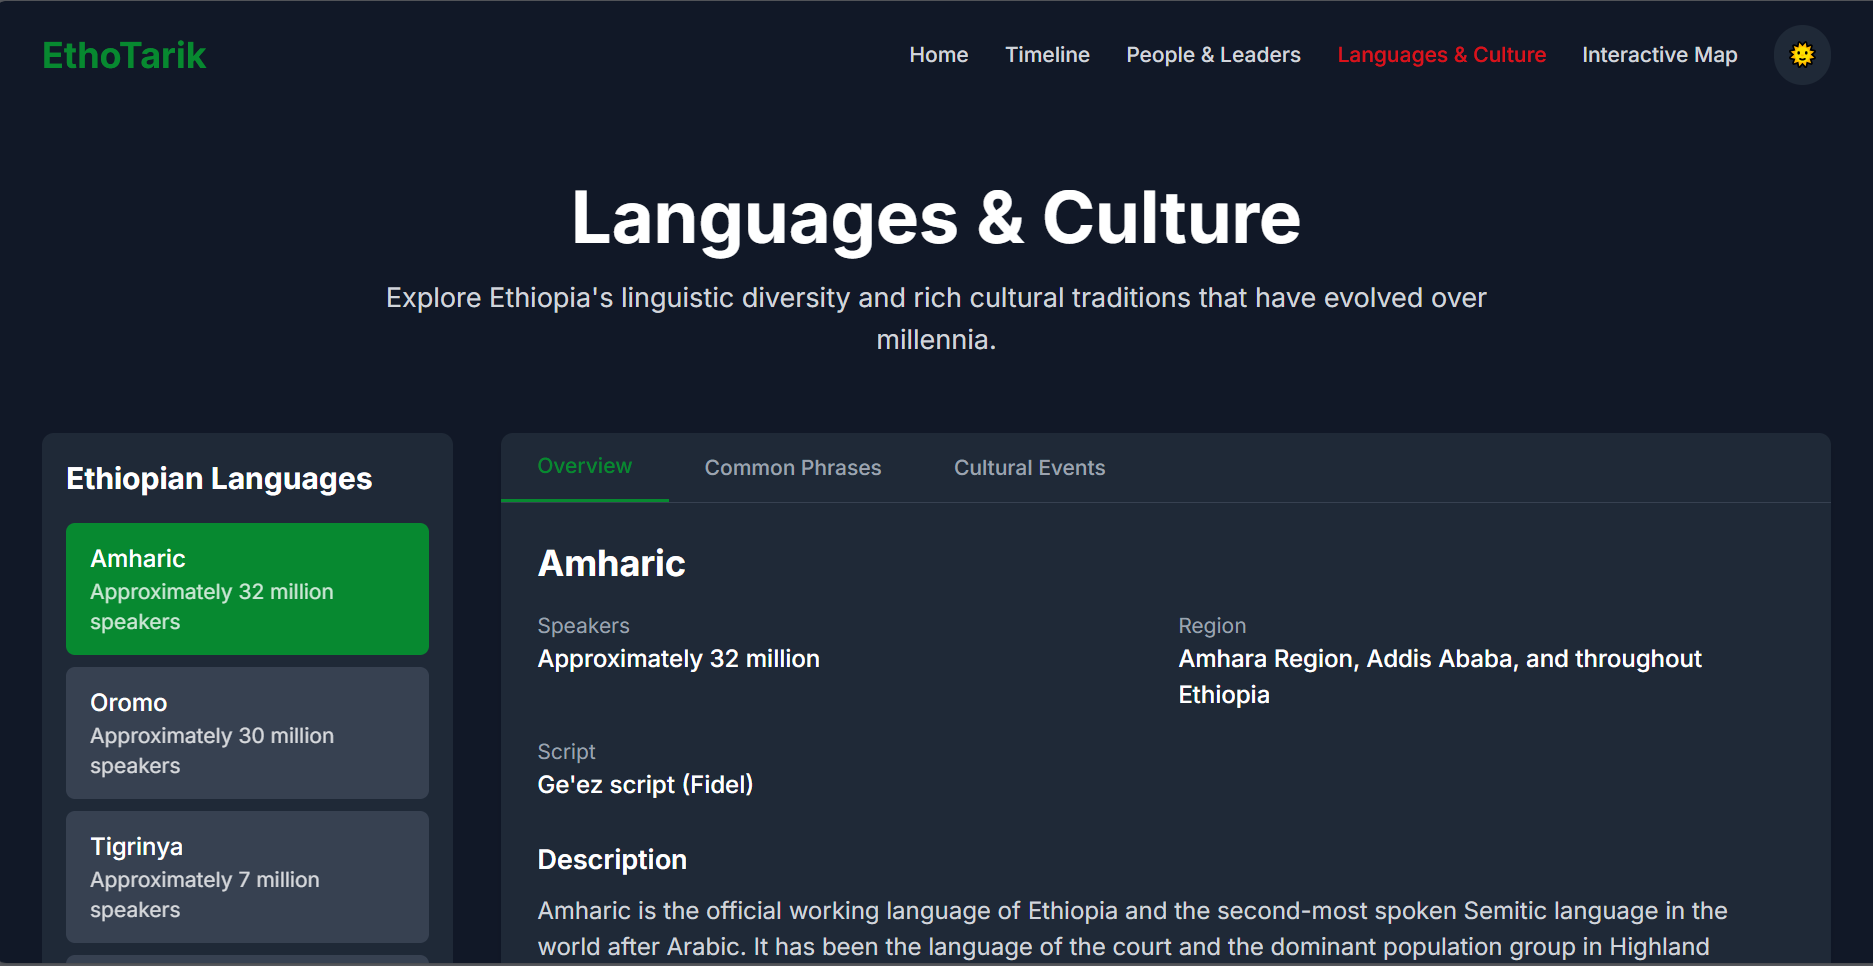 EthoTarik
Home
Timeline
People & Leaders
Languages & Culture
Interactive Map
Languages & Culture
Explore Ethiopia's linguistic diversity and rich cultural traditions that have evolved over
millennia.
Ethiopian Languages
Amharic
Approximately 32 million
speakers
Oromo
Approximately 30 million
speakers
Tigrinya
Approximately 7 million
speakers
Overview
Common Phrases
Cultural Events
Amharic
Speakers
Approximately 32 million
Region
Amhara Region, Addis Ababa, and throughout
Ethiopia
Script
Ge'ez script (Fidel)
Description
Amharic is the official working language of Ethiopia and the second-most spoken Semitic language in the
world after Arabic. It has been the language of the court and the dominant population group in Highland